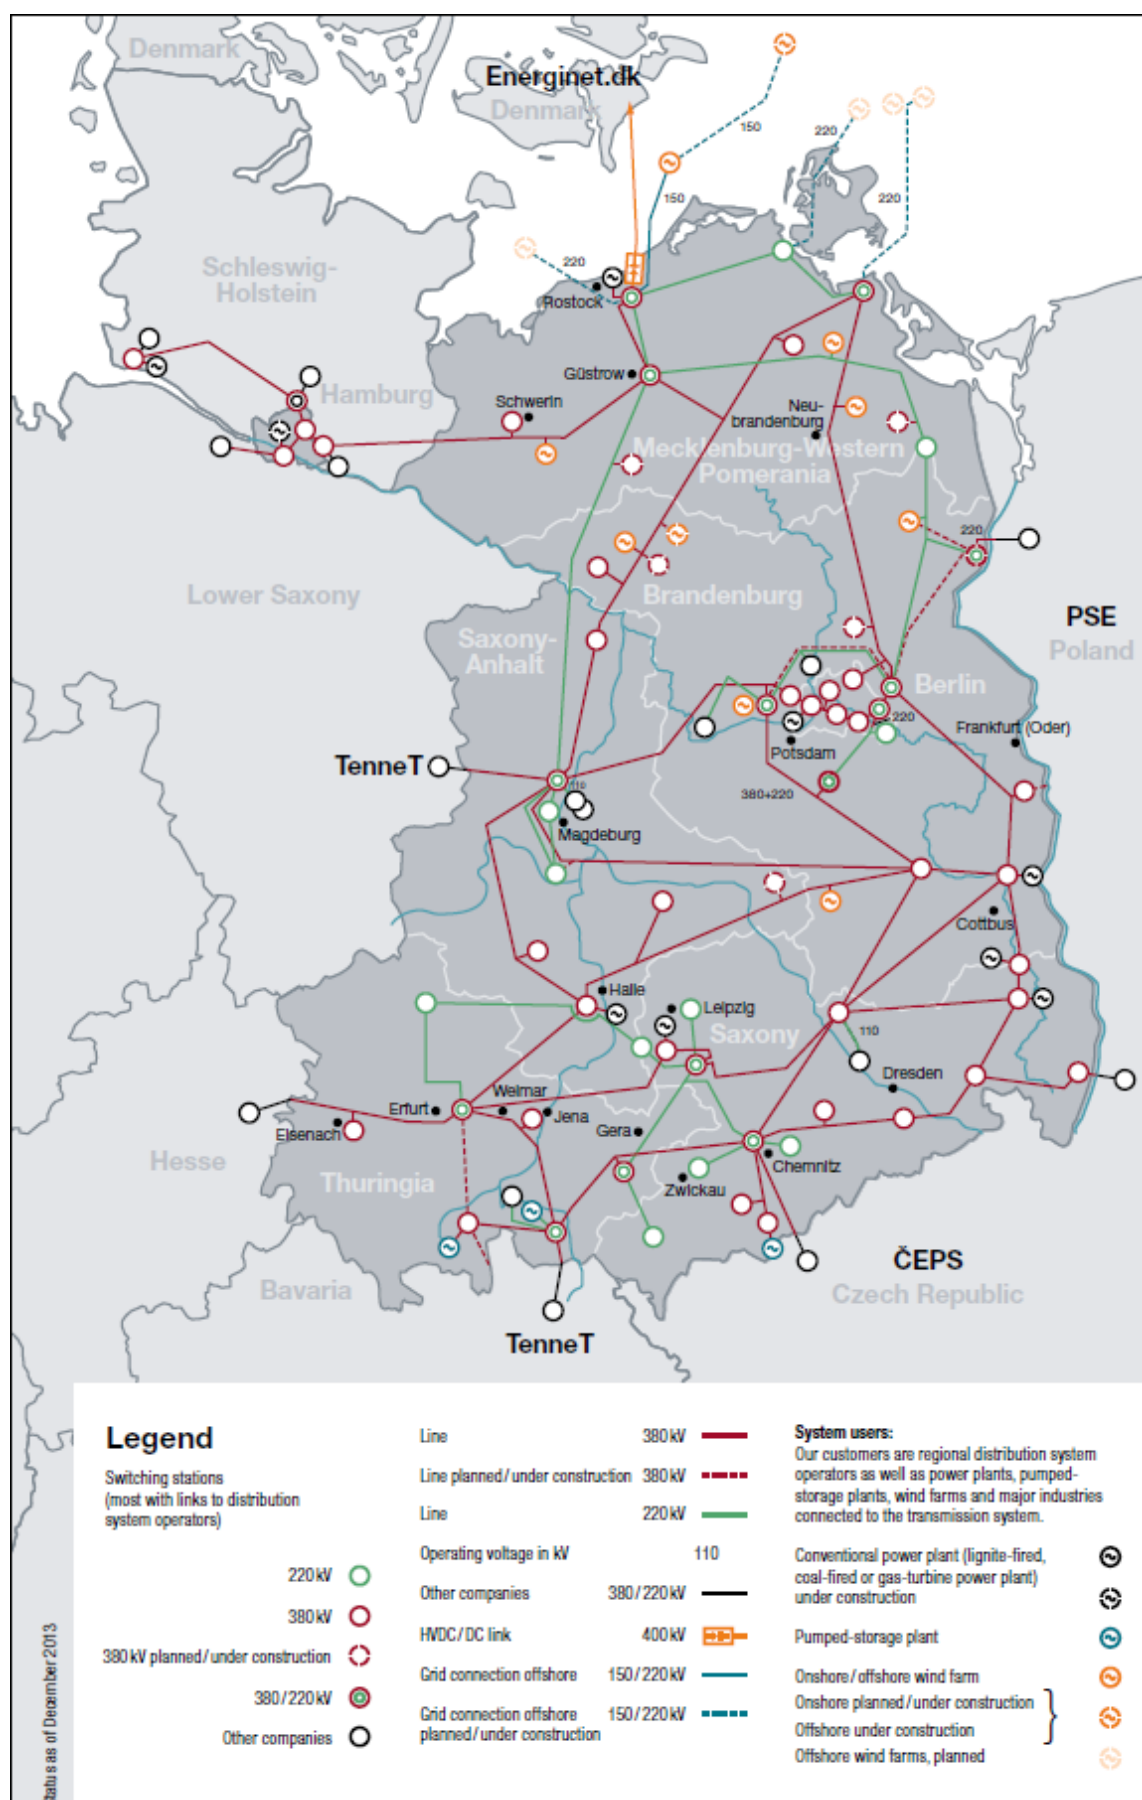 Denmark
Energinet.dk
Denmark
150
220
150
220
220
Schleswig-
Holstein
Rostock
Güstrow
Hamburg
Schwerin
Neu-
brandenburg
Mecklenburg-Western
Pomerania
220
Lower Saxony
Brandenburg
PSE
Poland
Saxony-
Anhalt
Berlin
220
Frankfurt (Oder)
Potsdam
TenneT
110
380+220
Magdeburg
Cottbus
Halle
Leipzig
Saxony
110
Dresden
Weimar
Erfurt
Jena
Eisenach
Gera
Chemnitz
Hesse
Thuringia
Zwickau
ČEPS
Czech Republic
Bavaria
TenneT
Legend
Switching stations
(most with links to distribution
system operators)
220 kV
380 kV
380 kV planned/under construction
380/220 kV
Other companies
Line 380 kV
Line planned/under construction 380 kV
Line 220 kV
Operating voltage in kV 110
Other companies 380/220 kV
HVDC/DC link 400 kV
Grid connection offshore 150/220 kV
Grid connection offshore 150/220 kV
planned/under construction
System users:
Our customers are regional distribution system
operators as well as power plants, pumped-
storage plants, wind farms and major industries
connected to the transmission system.
Conventional power plant (lignite-fired,
coal-fired or gas-turbine power plant)
under construction
Pumped-storage plant
Onshore/offshore wind farm
Onshore planned/under construction
Offshore under construction
Offshore wind farms, planned
Status as of December 2013